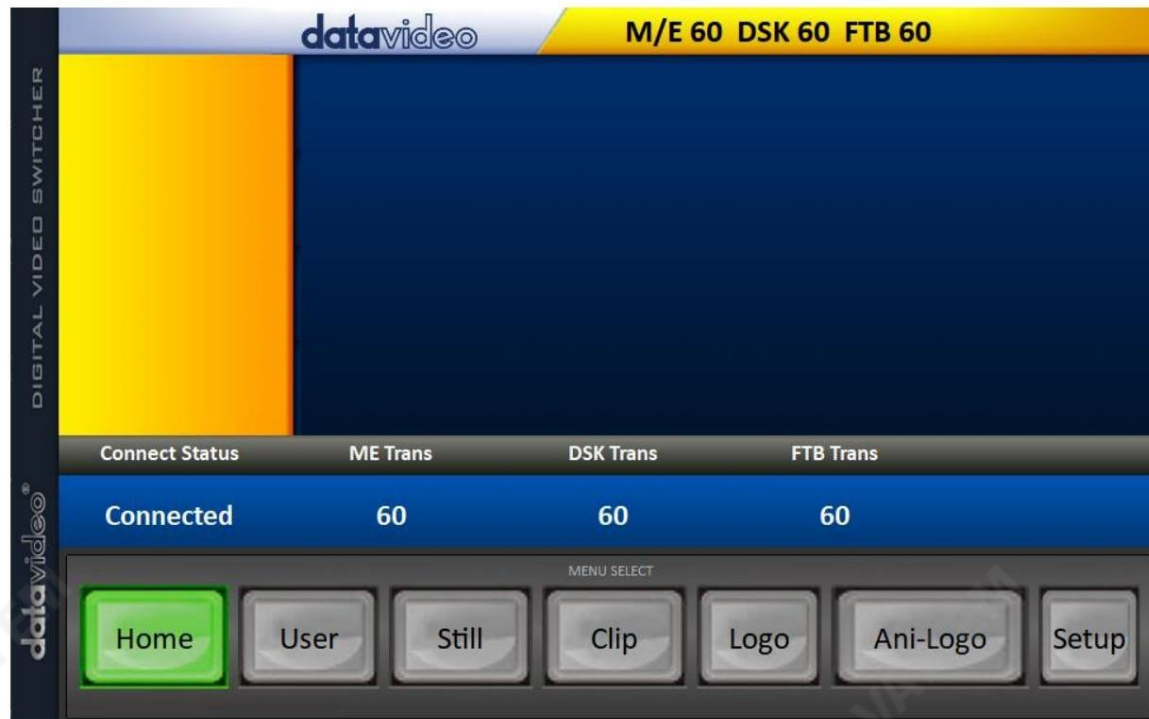 datavideo M/E 60 DSK 60 FTB 60
DIGITAL VIDEO SWITCHER
datavideo®
Connect Status ME Trans DSK Trans FTB Trans
Connected 60 60 60
MENU SELECT
Home User Still Clip Logo Ani-Logo Setup